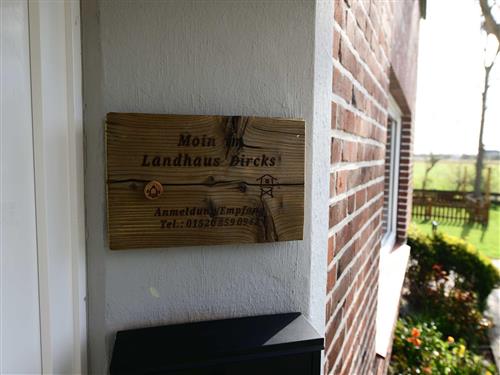 Moin im
Landhaus Dircks
Anmeldung/Empfang
Tel.: